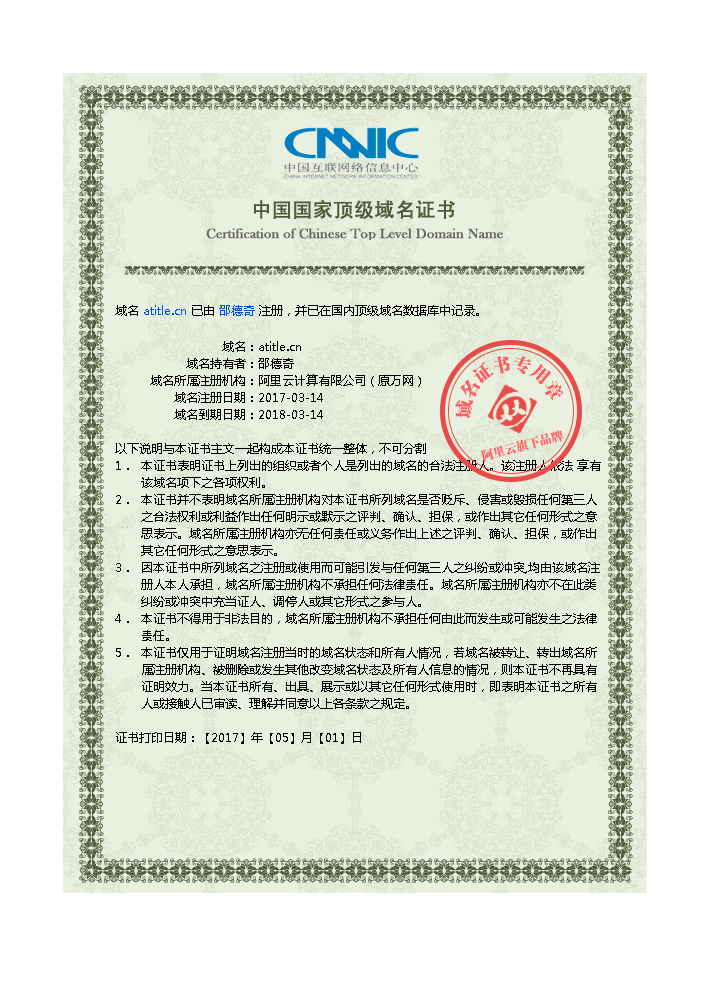 CNNIC
中国互联网络信息中心
CHINA INTERNET NETWORK INFORMATION CENTER
中国国家顶级域名证书
Certification of Chinese Top Level Domain Name
域名 atitle.cn 已由 邵德奇 注册，并已在国内顶级域名数据库中记录。
域名：atitle.cn
域名持有者：邵德奇
域名所属注册机构：阿里云计算有限公司（原万网）
域名注册日期：2017-03-14
域名到期日期：2018-03-14
域名证书专用章
阿里云旗下品牌
以下说明与本证书主文一起构成本证书统一整体，不可分割
1． 本证书表明证书上列出的组织或者个人是列出的域名的合法注册人。该注册人依法 享有
该域名项下之各项权利。
2． 本证书并不表明域名所属注册机构对本证书所列域名是否贬斥、侵害或毁损任何第三人
之合法权利或利益作出任何明示或默示之评判、确认、担保，或作出其它任何形式之意
思表示。域名所属注册机构亦无任何责任或义务作出上述之评判、确认、担保，或作出
其它任何形式之意思表示。
3． 因本证书中所列域名之注册或使用而可能引发与任何第三人之纠纷或冲突,均由该域名注
册人本人承担，域名所属注册机构不承担任何法律责任。域名所属注册机构亦不在此类
纠纷或冲突中充当证人、调停人或其它形式之参与人。
4． 本证书不得用于非法目的，域名所属注册机构不承担任何由此而发生或可能发生之法律
责任。
5． 本证书仅用于证明域名注册当时的域名状态和所有人情况，若域名被转让、转出域名所
属注册机构、被删除或发生其他改变域名状态及所有人信息的情况，则本证书不再具有
证明效力。当本证书所有、出具、展示或以其它任何形式使用时，即表明本证书之所有
人或接触人已审读、理解并同意以上各条款之规定。
证书打印日期：【2017】年【05】月【01】日